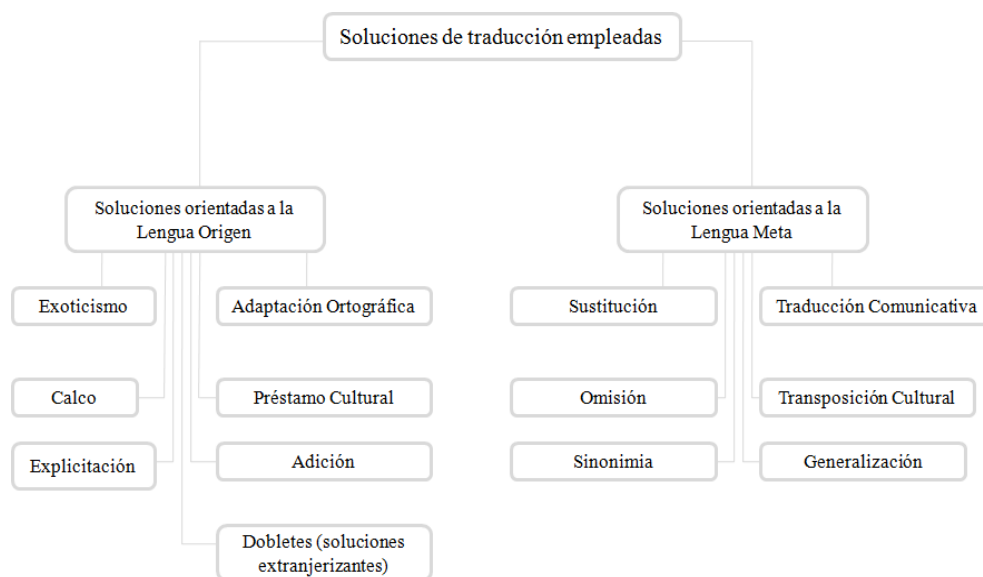 Soluciones de traducción empleadas
Soluciones orientadas a la
Lengua Origen
Soluciones orientadas a la
Lengua Meta
Exoticismo
Adaptación Ortográfica
Sustitución
Traducción Comunicativa
Calco
Préstamo Cultural
Omisión
Transposición Cultural
Explicitación
Adición
Sinonimia
Generalización
Dobletes (soluciones
extranjerizantes)